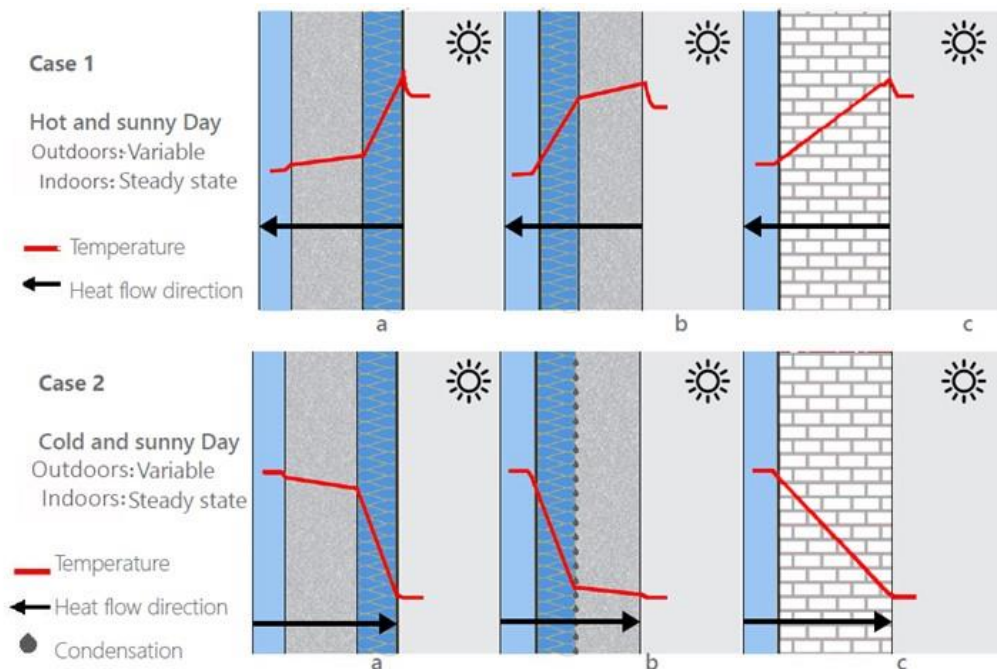 Case 1
Hot and sunny Day
Outdoors: Variable
Indoors: Steady state
Temperature
Heat flow direction
a
b
c
Case 2
Cold and sunny Day
Outdoors: Variable
Indoors: Steady state
Temperature
Heat flow direction
Condensation
a
b
c